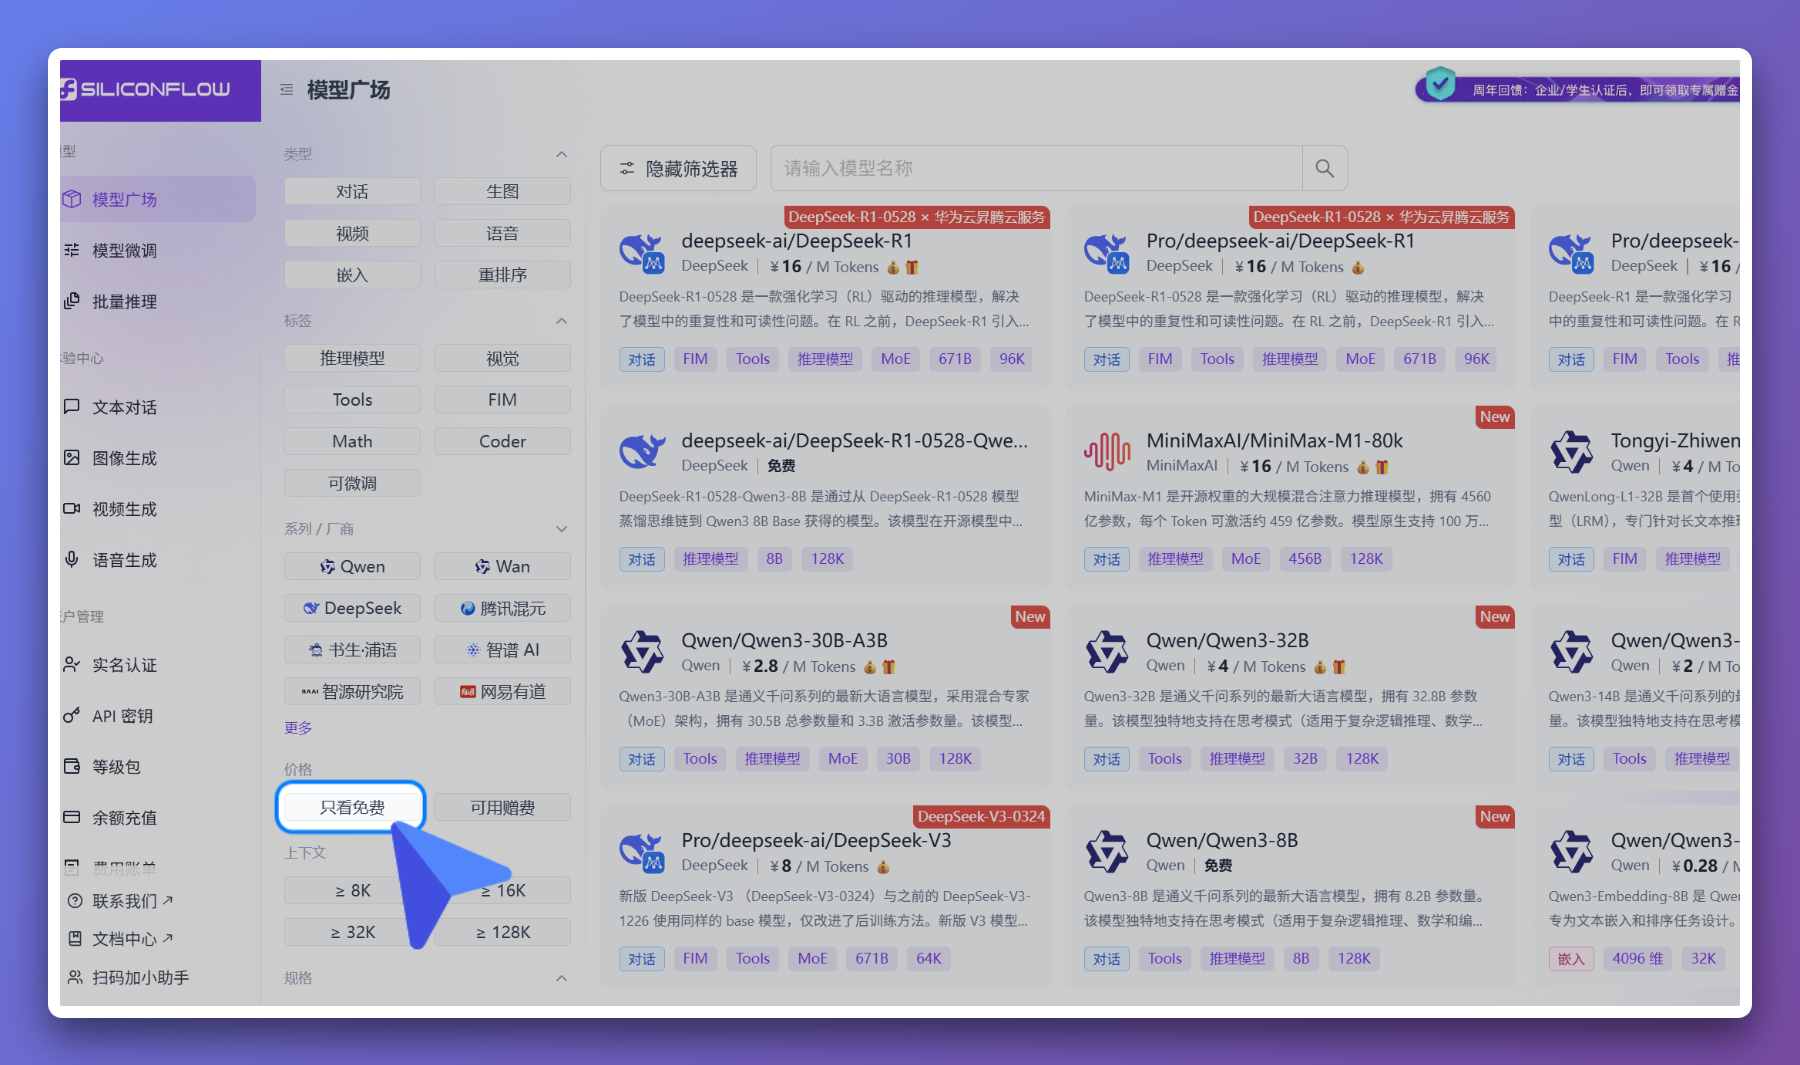 SILICONFLOW
模型广场
周年回馈：企业/学生认证后，即可领取专属赠金
型
模型广场
模型微调
批量推理
验中心
文本对话
图像生成
视频生成
语音生成
户管理
实名认证
API 密钥
等级包
余额充值
费用账单
联系我们
文档中心
扫码加小助手
类型
对话 生图
视频 语音
嵌入 重排序
标签
推理模型 视觉
Tools FIM
Math Coder
可微调
系列 / 厂商
Qwen Wan
DeepSeek 腾讯混元
书生·浦语 智谱 AI
BAAI 智源研究院 有道 网易有道
更多
价格
只看免费 可用赠费
上下文
≥ 8K ≥ 16K
≥ 32K ≥ 128K
规格
隐藏筛选器 请输入模型名称
DeepSeek-R1-0528 × 华为云昇腾云服务
deepseek-ai/DeepSeek-R1
DeepSeek ¥ 16 / M Tokens
DeepSeek-R1-0528 是一款强化学习（RL）驱动的推理模型，解决
了模型中的重复性和可读性问题。在 RL 之前，DeepSeek-R1 引入...
对话 FIM Tools 推理模型 MoE 671B 96K
DeepSeek-R1-0528 × 华为云昇腾云服务
Pro/deepseek-ai/DeepSeek-R1
DeepSeek ¥ 16 / M Tokens
DeepSeek-R1-0528 是一款强化学习（RL）驱动的推理模型，解决
了模型中的重复性和可读性问题。在 RL 之前，DeepSeek-R1 引入...
对话 FIM Tools 推理模型 MoE 671B 96K
Pro/deepseek-
DeepSeek ¥ 16 /
DeepSeek-R1 是一款强化学习
中的重复性和可读性问题。在 R
对话 FIM Tools 推
deepseek-ai/DeepSeek-R1-0528-Qwe...
DeepSeek 免费
DeepSeek-R1-0528-Qwen3-8B 是通过从 DeepSeek-R1-0528 模型
蒸馏思维链到 Qwen3 8B Base 获得的模型。该模型在开源模型中...
对话 推理模型 8B 128K
New
MiniMaxAI/MiniMax-M1-80k
MiniMaxAI ¥ 16 / M Tokens
MiniMax-M1 是开源权重的大规模混合注意力推理模型，拥有 4560
亿参数，每个 Token 可激活约 459 亿参数。模型原生支持 100 万...
对话 推理模型 MoE 456B 128K
Tongyi-Zhiwen
Qwen ¥ 4 / M To
QwenLong-L1-32B 是首个使用强
型（LRM），专门针对长文本推理
对话 FIM 推理模型
New
Qwen/Qwen3-30B-A3B
Qwen ¥ 2.8 / M Tokens
Qwen3-30B-A3B 是通义千问系列的最新大语言模型，采用混合专家
（MoE）架构，拥有 30.5B 总参数量和 3.3B 激活参数量。该模型...
对话 Tools 推理模型 MoE 30B 128K
New
Qwen/Qwen3-32B
Qwen ¥ 4 / M Tokens
Qwen3-32B 是通义千问系列的最新大语言模型，拥有 32.8B 参数
量。该模型独特地支持在思考模式（适用于复杂逻辑推理、数学...
对话 Tools 推理模型 32B 128K
Qwen/Qwen3-
Qwen ¥ 2 / M To
Qwen3-14B 是通义千问系列的最
量。该模型独特地支持在思考模
对话 Tools 推理模型
DeepSeek-V3-0324
Pro/deepseek-ai/DeepSeek-V3
DeepSeek ¥ 8 / M Tokens
新版 DeepSeek-V3 （DeepSeek-V3-0324）与之前的 DeepSeek-V3-
1226 使用同样的 base 模型，仅改进了后训练方法。新版 V3 模型...
对话 FIM Tools MoE 671B 64K
New
Qwen/Qwen3-8B
Qwen 免费
Qwen3-8B 是通义千问系列的最新大语言模型，拥有 8.2B 参数量。
该模型独特地支持在思考模式（适用于复杂逻辑推理、数学和编...
对话 Tools 推理模型 8B 128K
Qwen/Qwen3-
Qwen ¥ 0.28 / M
Qwen3-Embedding-8B 是 Qwen
专为文本嵌入和排序任务设计。
嵌入 4096 维 32K